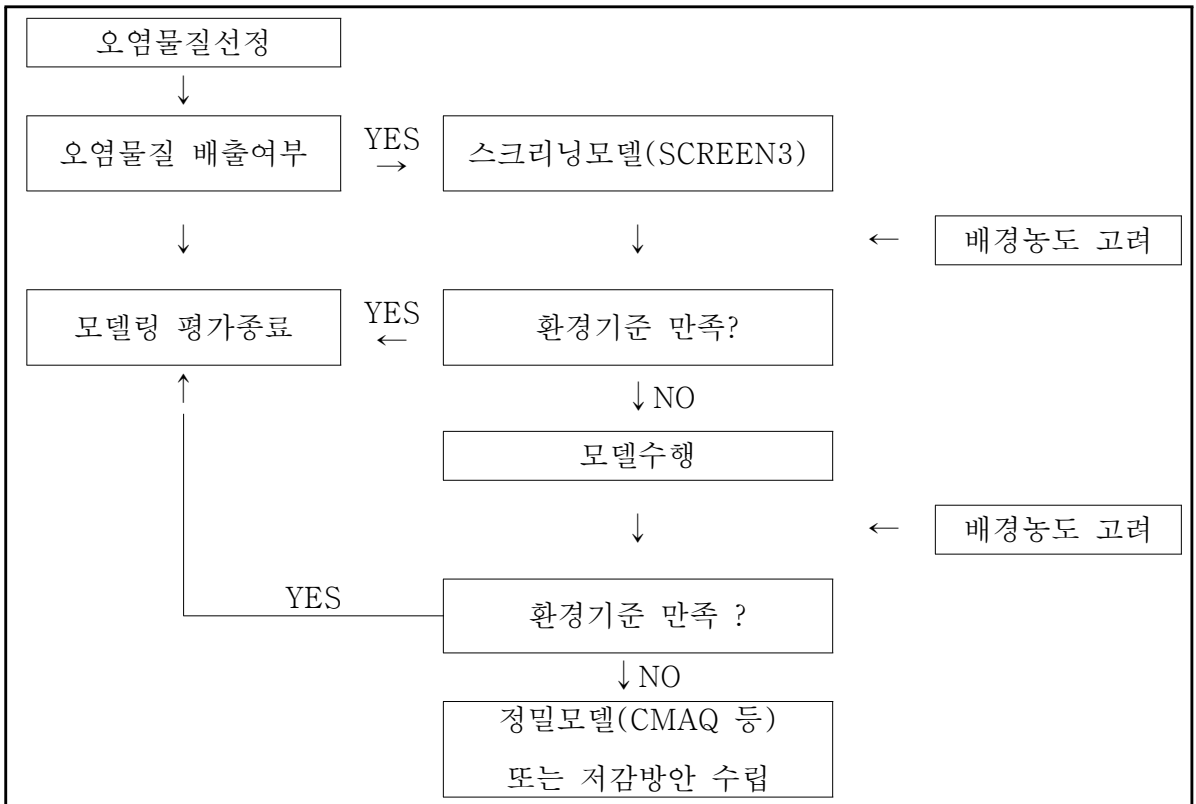 오염물질선정
↓
오염물질 배출여부 YES → 스크리닝모델(SCREEN3)
↓ ↓ ← 배경농도 고려
모델링 평가종료 YES ← 환경기준 만족?
↑ ↓ NO
모델수행
↓ ← 배경농도 고려
YES 환경기준 만족 ?
↓ NO
정밀모델(CMAQ 등)
또는 저감방안 수립